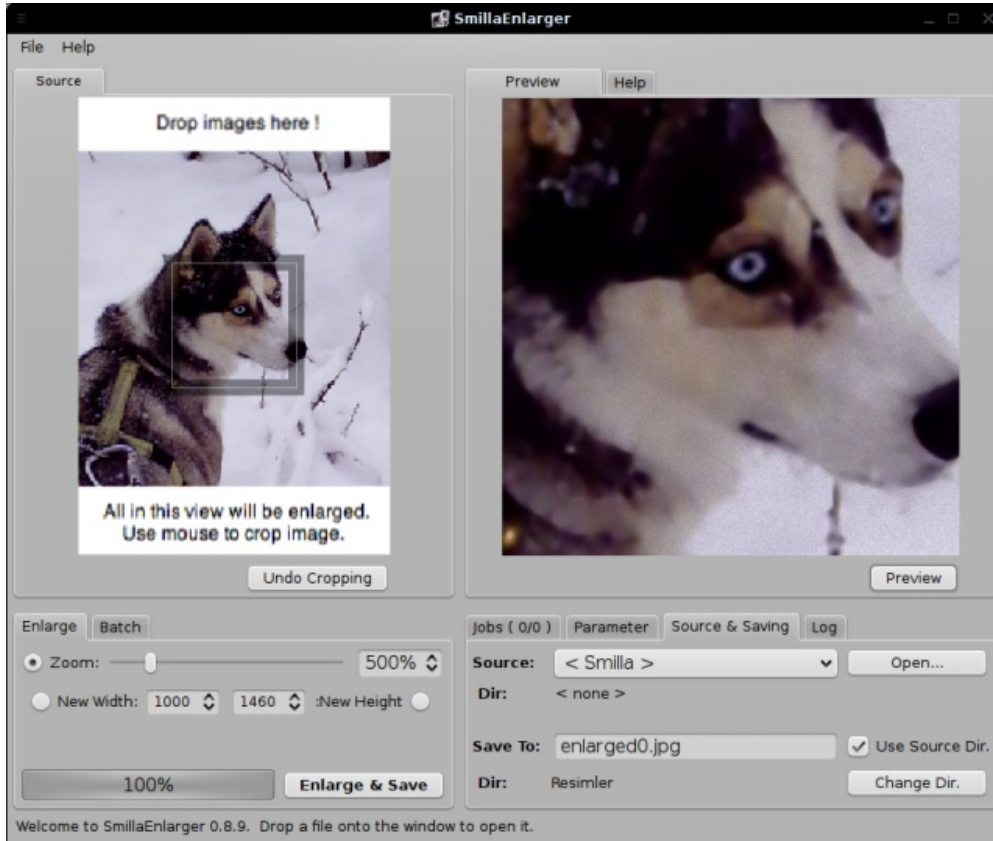 SmillaEnlarger
File Help
Source
Drop images here !
All in this view will be enlarged.
Use mouse to crop image.
Undo Cropping
Preview Help
Preview
Enlarge Batch
Zoom: 500%
New Width: 1000 1460 :New Height
100% Enlarge & Save
Jobs ( 0/0 ) Parameter Source & Saving Log
Source: < Smilla > Open...
Dir: < none >
Save To: enlarged0.jpg Use Source Dir.
Dir: Resimler Change Dir.
Welcome to SmillaEnlarger 0.8.9. Drop a file onto the window to open it.